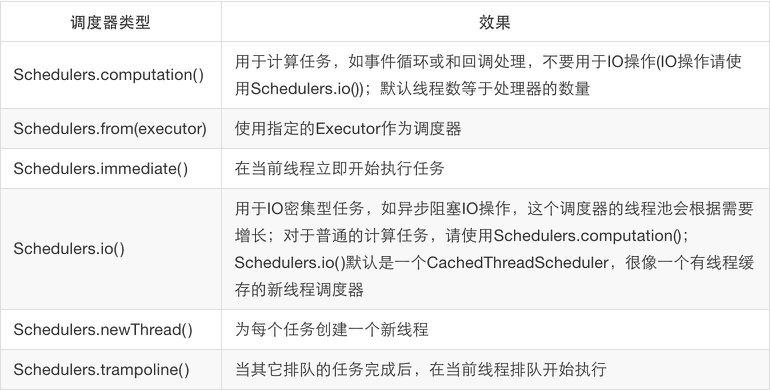 调度器类型 效果
Schedulers.computation() 用于计算任务，如事件循环或和回调处理，不要用于IO操作(IO操作请使
用Schedulers.io())；默认线程数等于处理器的数量
Schedulers.from(executor) 使用指定的Executor作为调度器
Schedulers.immediate() 在当前线程立即开始执行任务
Schedulers.io() 用于IO密集型任务，如异步阻塞IO操作，这个调度器的线程池会根据需要
增长；对于普通的计算任务，请使用Schedulers.computation()；
Schedulers.io()默认是一个CachedThreadScheduler，很像一个有线程缓
存的新线程调度器
Schedulers.newThread() 为每个任务创建一个新线程
Schedulers.trampoline() 当其它排队的任务完成后，在当前线程排队开始执行